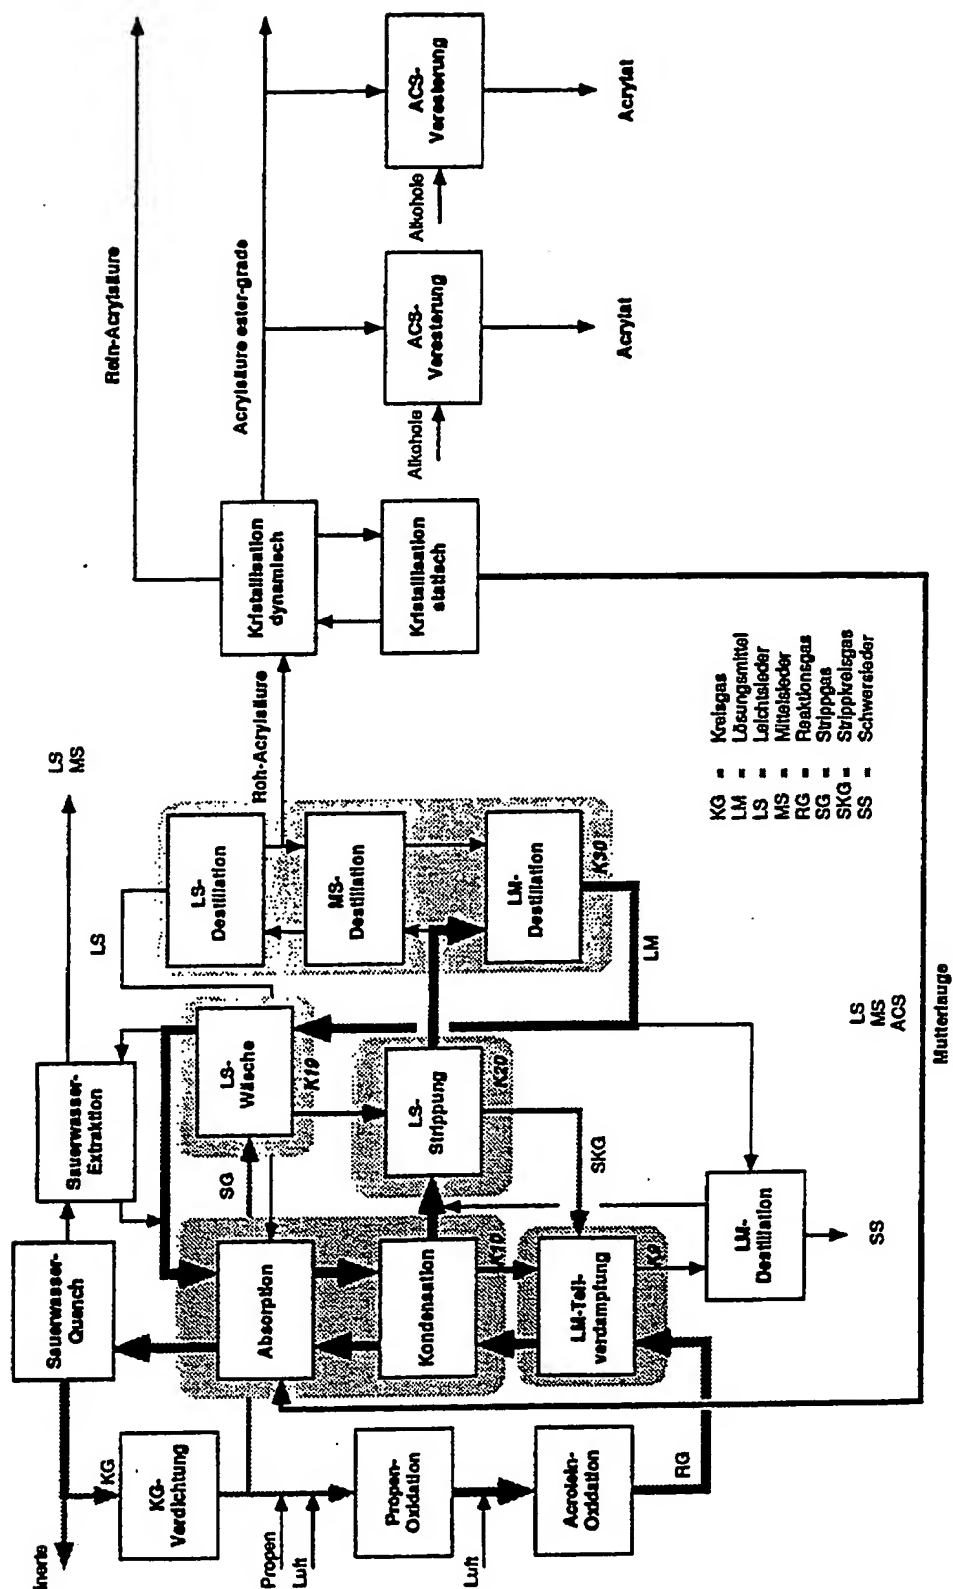 Rein-Acrylsäure
Acrylsäure ester-grade
ACS-
Veresterung
Acrylat
Alkohole
ACS-
Veresterung
Acrylat
Alkohole
Kristallisation
dynamisch
Kristallisation
statisch
Roh-Acrylsäure
LS
MS
LS
LS-
Destillation
MS-
Destillation
LM-
Destillation
K30
LM
Sauerwasser-
Extraktion
LS-
Wäsche
K19
LS-
Strippung
K20
SG
SKG
Sauerwasser-
Quench
Absorption
Kondensation
K10
LM-Teil-
verdampfung
K9
LM-
Destillation
SS
Inerte
KG
KG-
Verdichtung
Propen
Luft
Propen-
Oxidation
Luft
Acrolein-
Oxidation
RG
KG = Kreisgas
LM = Lösungsmittel
LS = Leichtsieder
MS = Mittelsieder
RG = Reaktionsgas
SG = Strippgas
SKG = Strippkreisgas
SS = Schwersieder
LS
MS
ACS
Mutterlauge